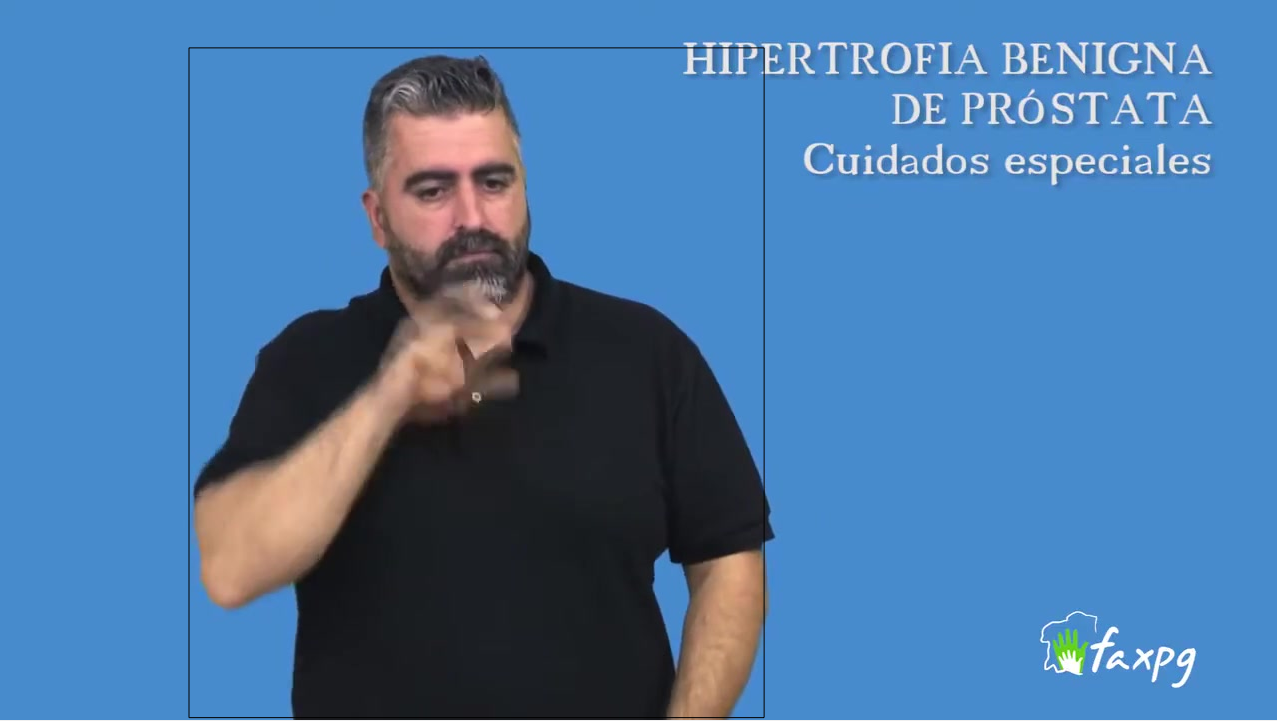 HIPERTROFIA BENIGNA
DE PRÓSTATA
Cuidados especiales
faxpg